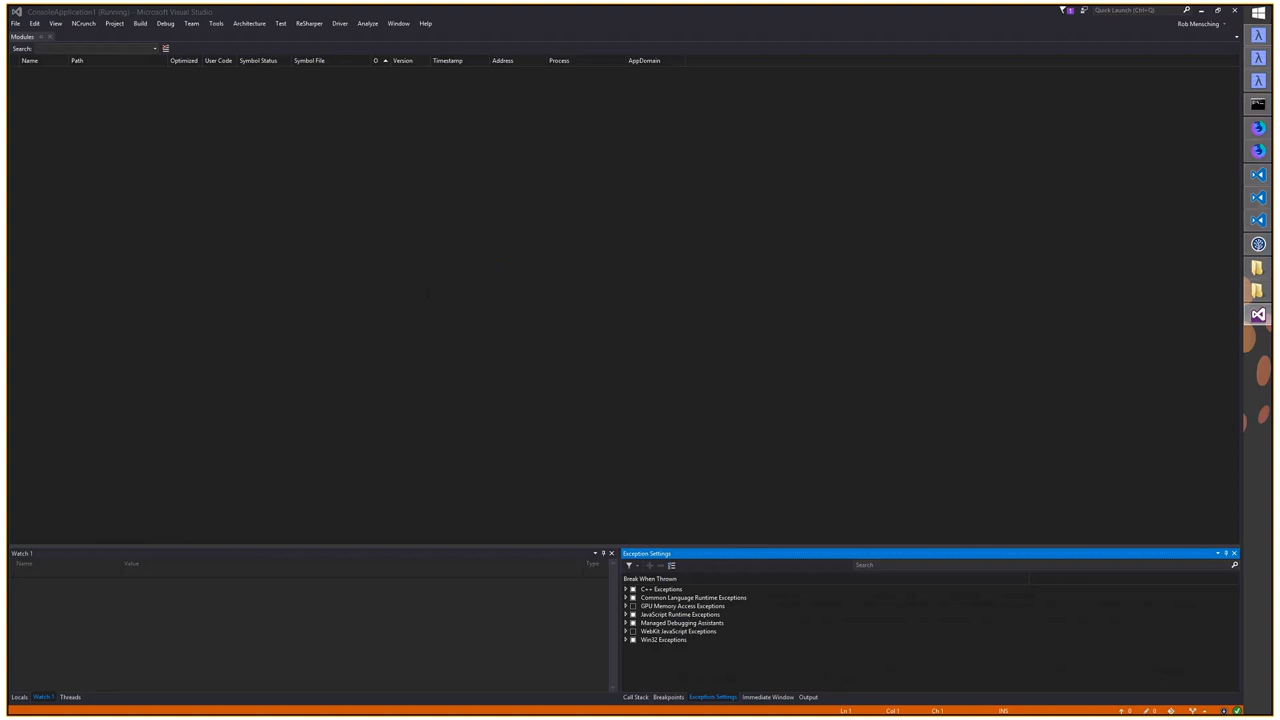 ConsoleApplication1 (Running) - Microsoft Visual Studio
1
Quick Launch (Ctrl+Q)
File Edit View NCrunch Project Build Debug Team Tools Architecture Test ReSharper Driver Analyze Window Help
Rob Mensching
Modules
Search:
Name Path Optimized User Code Symbol Status Symbol File O Version Timestamp Address Process AppDomain
Watch 1
Name Value Type
Locals Watch 1 Threads
Exception Settings
Search
Break When Thrown
C++ Exceptions
Common Language Runtime Exceptions
GPU Memory Access Exceptions
JavaScript Runtime Exceptions
Managed Debugging Assistants
WebKit JavaScript Exceptions
Win32 Exceptions
Call Stack Breakpoints Exception Settings Immediate Window Output
Ln 1 Col 1 Ch 1 INS 0 0